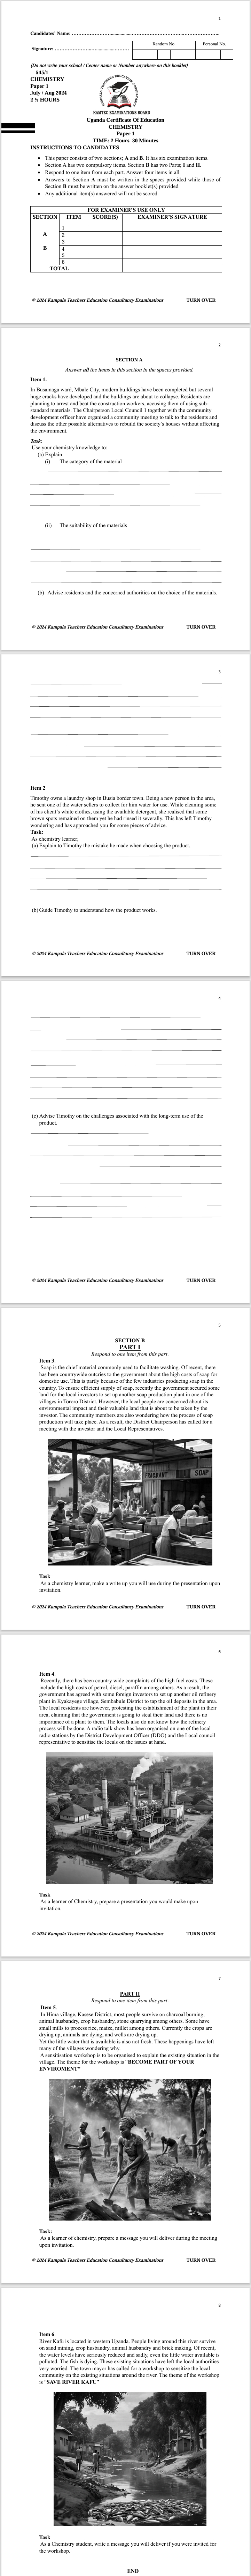 1
Candidates' Name: ……………………………………………………………………
Signature: ………………………………………
Random No.
Personal No.
(Do not write your school / Center name or Number anywhere on this booklet)
545/1
CHEMISTRY
Paper 1
July / Aug 2024
2 ½ HOURS
KAMTEC EXAMINATIONS BOARD
Uganda Certificate Of Education
CHEMISTRY
Paper 1
TIME: 2 Hours 30 Minutes
INSTRUCTIONS TO CANDIDATES
• This paper consists of two sections; A and B. It has six examination items.
• Section A has two compulsory items. Section B has two Parts; I and II.
• Respond to one item from each part. Answer four items in all.
• Answers to Section A must be written in the spaces provided while those of
Section B must be written on the answer booklet(s) provided.
• Any additional item(s) answered will not be scored.
FOR EXAMINER'S USE ONLY
SECTION ITEM SCORE(S) EXAMINER'S SIGNATURE
A
1
2
B
3
4
5
6
TOTAL
© 2024 Kampala Teachers Education Consultancy Examinations TURN OVER
2
SECTION A
Answer all the items in this section in the spaces provided.
Item 1.
In Busamaga ward, Mbale City, modern buildings have been completed but several
huge cracks have developed and the buildings are about to collapse. Residents are
planning to arrest and beat the construction workers, accusing them of using sub-
standard materials. The Chairperson Local Council 1 together with the community
development officer have organised a community meeting to talk to the residents and
discuss the other possible alternatives to rebuild the society's houses without affecting
the environment.
Task:
Use your chemistry knowledge to:
(a) Explain
(i) The category of the material
(ii) The suitability of the materials
(b) Advise residents and the concerned authorities on the choice of the materials.
© 2024 Kampala Teachers Education Consultancy Examinations TURN OVER
3
Item 2
Timothy owns a laundry shop in Busia border town. Being a new person in the area,
he sent one of the water sellers to collect for him water for use. While cleaning some
of his client's white clothes, using the available detergent, he realised that some
brown spots remained on them yet he had rinsed it severally. This has left Timothy
wondering and has approached you for some pieces of advice.
Task:
As chemistry learner;
(a) Explain to Timothy the mistake he made when choosing the product.
(b) Guide Timothy to understand how the product works.
© 2024 Kampala Teachers Education Consultancy Examinations TURN OVER
4
(c) Advise Timothy on the challenges associated with the long-term use of the
product.
© 2024 Kampala Teachers Education Consultancy Examinations TURN OVER
5
SECTION B
PART I
Respond to one item from this part.
Item 3.
Soap is the chief material commonly used to facilitate washing. Of recent, there
has been countrywide outcries to the government about the high costs of soap for
domestic use. This is partly because of the few industries producing soap in the
country. To ensure efficient supply of soap, recently the government secured some
land for the local investor to set up another soap production plant in one of the
villages in Tororo District. However, the local people are concerned about its
environmental impact and their valuable land that is about to be taken by the
investor. The community members are also wondering how the process of soap
production will take place. As a result, the District Chairperson has called for a
meeting with the investor and the Local Representatives.
FRAGRANT SOAP
Task
As a chemistry learner, make a write up you will use during the presentation upon
invitation.
© 2024 Kampala Teachers Education Consultancy Examinations TURN OVER
6
Item 4.
Recently, there has been country wide complaints of the high fuel costs. These
include the high costs of petrol, diesel, paraffin among others. As a result, the
government has agreed with some foreign investors to set up another oil refinery
plant in Kyakagaye village, Semubabule District to tap the oil deposits in the area.
The local residents are however, protesting the establishment of the plant in their
area, claiming that the government is going to steal their land and there is no
importance of a plant to them. The locals also do not know how the refinery
process will be done. A radio talk show has been organised on one of the local
radio stations by the District Development Officer (DDO) and the Local council
representative to sensitise the locals on the issues at hand.
Task
As a learner of Chemistry, prepare a presentation you would make upon
invitation.
© 2024 Kampala Teachers Education Consultancy Examinations TURN OVER
7
PART II
Respond to one item from this part.
Item 5.
In Hima village, Kasese District, most people survive on charcoal burning,
animal husbandry, crop husbandry, stone quarrying among others. Some have
small mills to process rice, maize, millet among others. Currently the crops are
drying up, animals are dying, and wells are drying up.
Yet the little water that is available is also not fresh. These happenings have left
many of the villages wondering why.
A sensitisation workshop is to be organised to explain the existing situation in the
village. The theme for the workshop is "BECOME PART OF YOUR
ENVIROMENT"
Task:
As a learner of chemistry, prepare a message you will deliver during the meeting
upon invitation.
© 2024 Kampala Teachers Education Consultancy Examinations TURN OVER
8
Item 6.
River Kafu is located in western Uganda. People living around this river survive
on sand mining, crop husbandry, animal husbandry and brick making. Of recent,
the water levels have seriously reduced and sadly, even the little water available is
polluted. The fish is dying. These existing situations have left the local authorities
very worried. The town mayor has called for a workshop to sensitize the local
community on the existing situations around the river. The theme of the workshop
is "SAVE RIVER KAFU"
Task
As a Chemistry student, write a message you will deliver if you were invited for
the workshop.
END